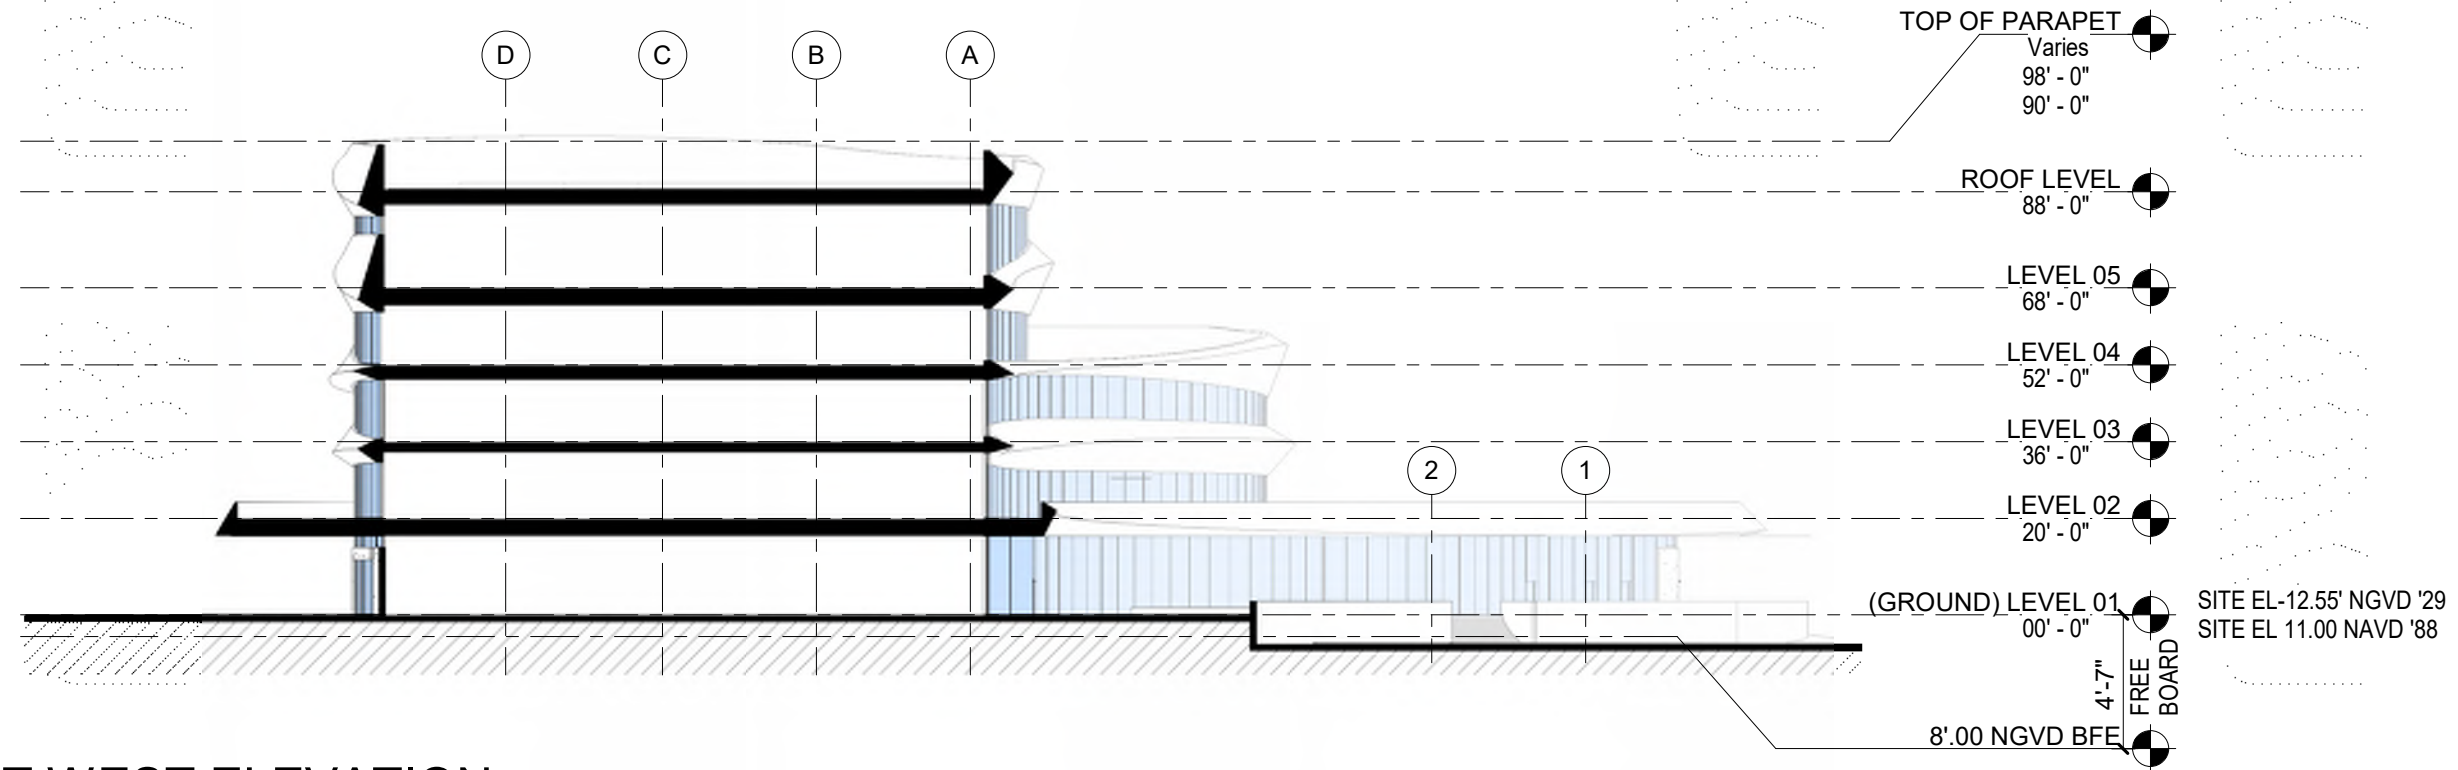 TOP OF PARAPET
Varies
98' - 0"
90' - 0"
D
C
B
A
ROOF LEVEL
88' - 0"
LEVEL 05
68' - 0"
LEVEL 04
52' - 0"
LEVEL 03
36' - 0"
2
1
LEVEL 02
20' - 0"
(GROUND) LEVEL 01
00' - 0"
SITE EL-12.55' NGVD '29
SITE EL 11.00 NAVD '88
4'-7"
FREE
BOARD
8'.00 NGVD BFE
WEST ELEVATION